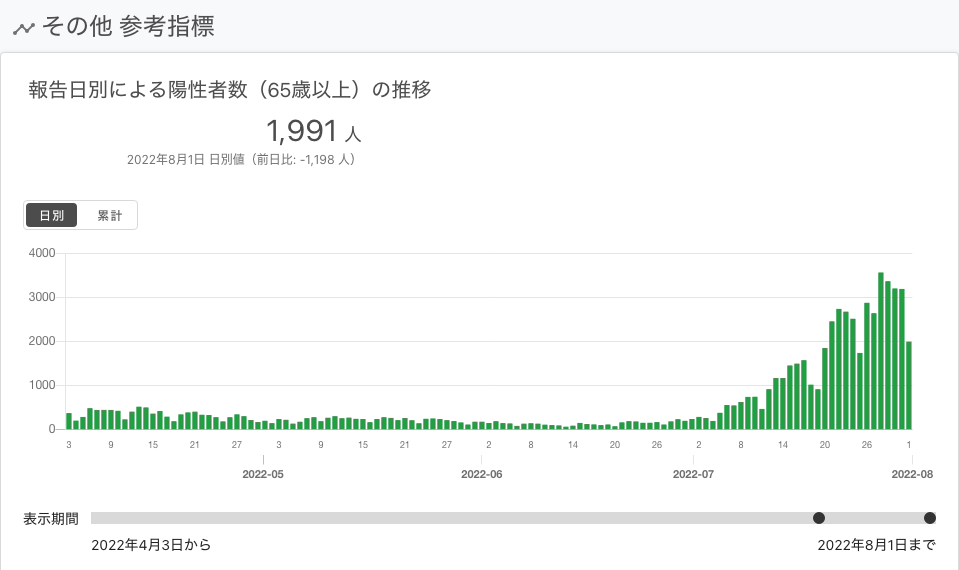 その他 参考指標
報告日別による陽性者数（65歳以上）の推移
1,991 人
2022年8月1日 日別値（前日比: -1,198 人）
日別 累計
4000
3000
2000
1000
0
3 9 15 21 27 3 9 15 21 27 2 8 14 20 26 2 8 14 20 26 1
2022-05 2022-06 2022-07 2022-08
表示期間
2022年4月3日から 2022年8月1日まで